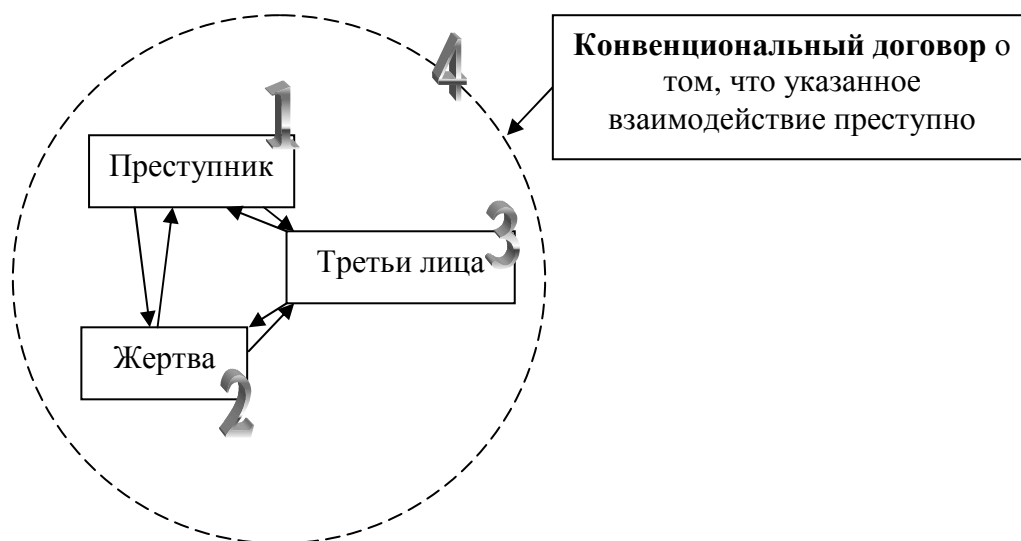 4
Конвенциональный договор о
том, что указанное
взаимодействие преступно
1
Преступник
3
Третьи лица
Жертва
2